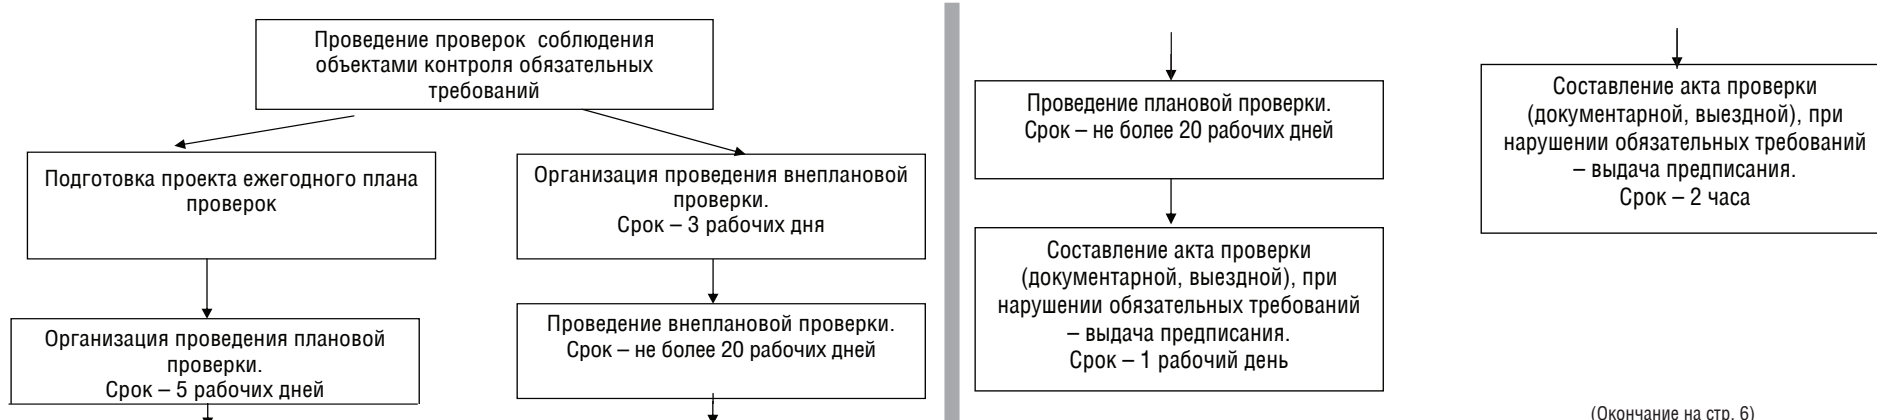 Проведение проверок соблюдения
объектами контроля обязательных
требований
Подготовка проекта ежегодного плана
проверок
Организация проведения внеплановой
проверки.
Срок – 3 рабочих дня
Организация проведения плановой
проверки.
Срок – 5 рабочих дней
Проведение внеплановой проверки.
Срок – не более 20 рабочих дней
Проведение плановой проверки.
Срок – не более 20 рабочих дней
Составление акта проверки
(документарной, выездной), при
нарушении обязательных требований
– выдача предписания.
Срок – 1 рабочий день
Составление акта проверки
(документарной, выездной), при
нарушении обязательных требований
– выдача предписания.
Срок – 2 часа
(Окончание на стр. 6)